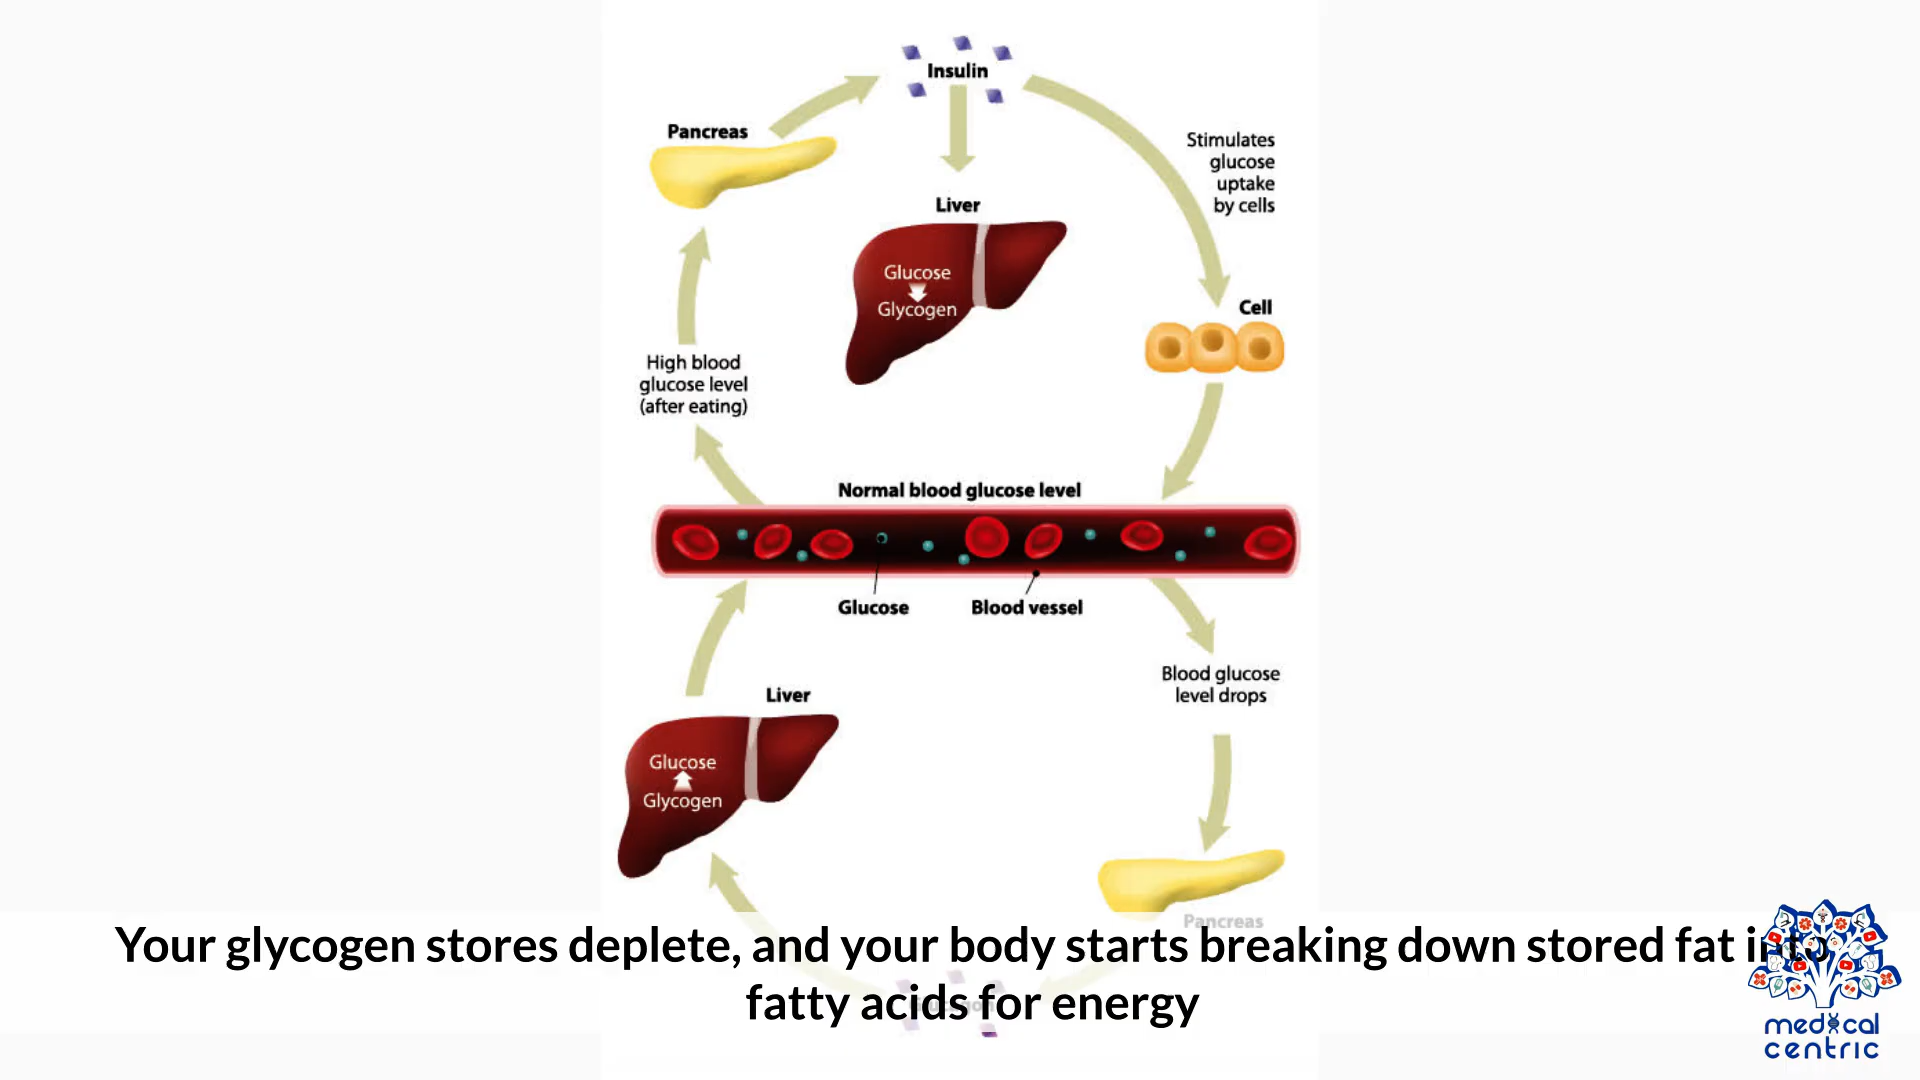 Insulin
Pancreas
Stimulates
glucose
uptake
by cells
Liver
Glucose
Glycogen
Cell
High blood
glucose level
(after eating)
Normal blood glucose level
Glucose
Blood vessel
Blood glucose
level drops
Liver
Glucose
Glycogen
Pancreas
Your glycogen stores deplete, and your body starts breaking down stored fat into
fatty acids for energy
medical
centric